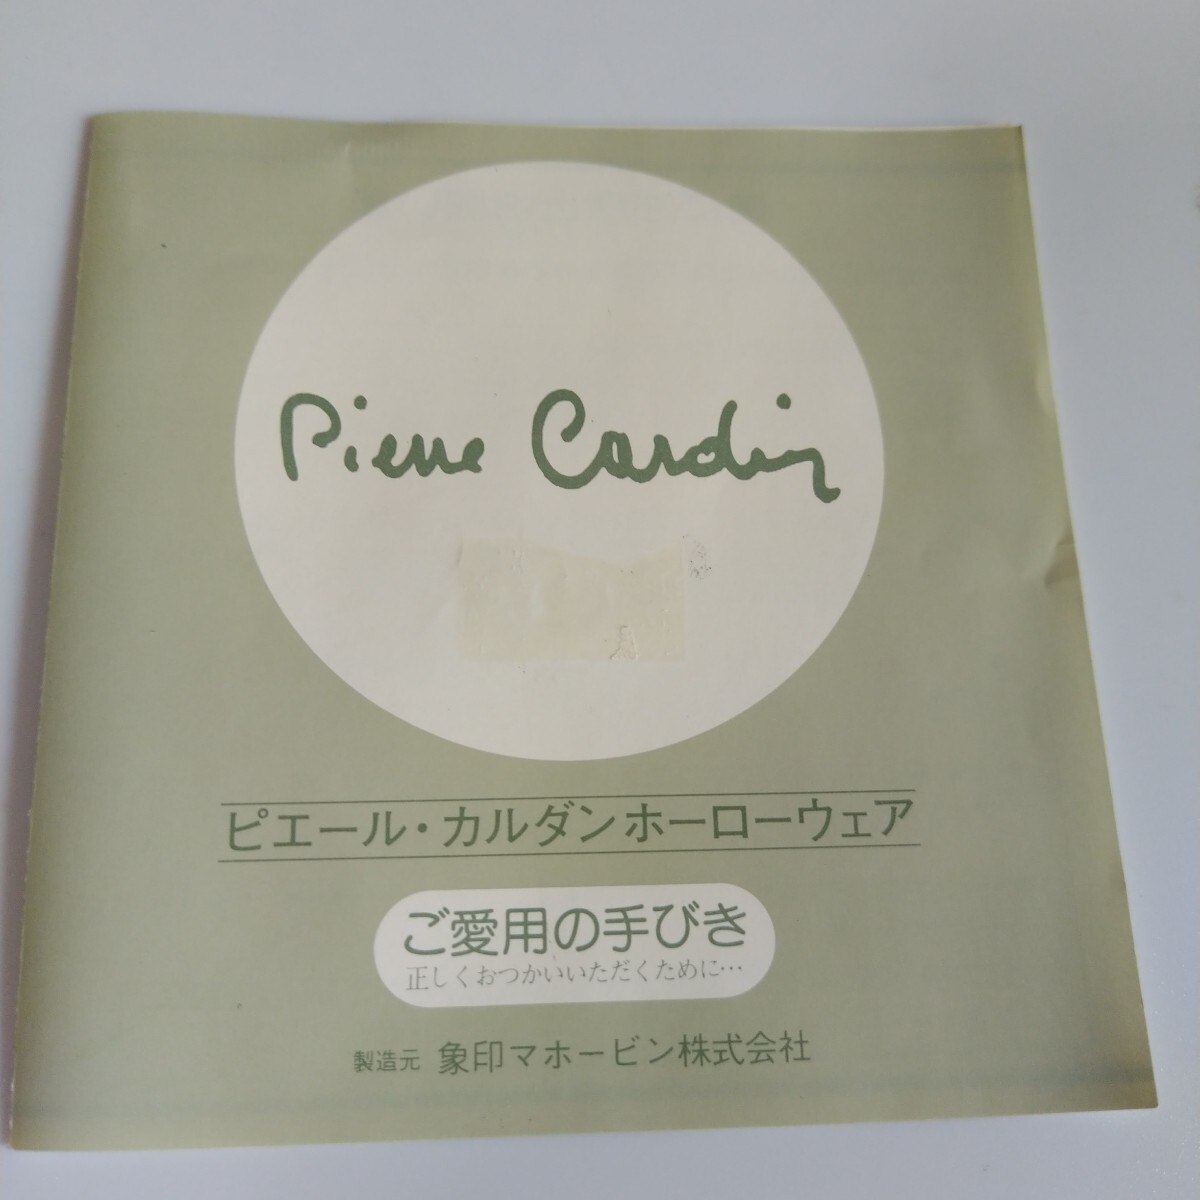 Pierre Cardin
ピエール・カルダンホーローウェア
ご愛用の手びき
正しくおつかいいただくために…
製造元 象印マホービン株式会社